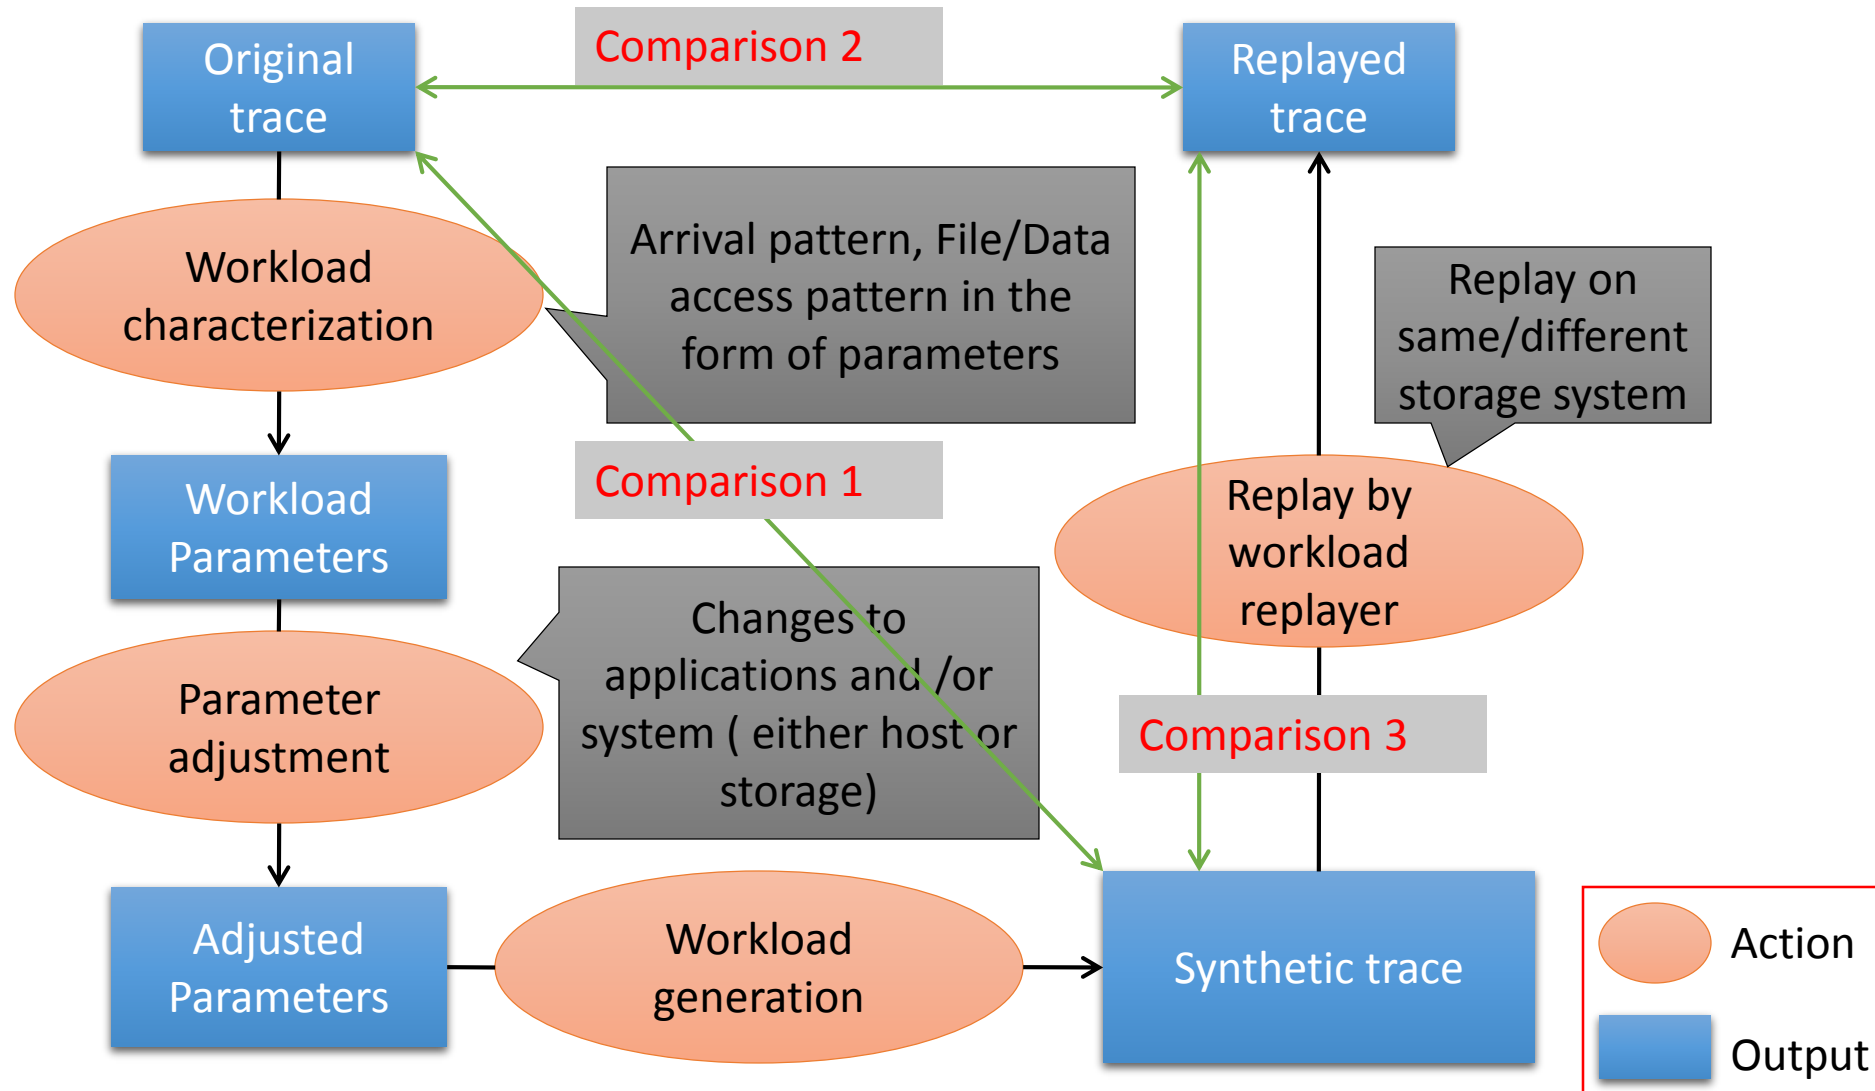 Original
trace
Comparison 2
Replayed
trace
Workload
characterization
Arrival pattern, File/Data
access pattern in the
form of parameters
Replay on
same/different
storage system
Workload
Parameters
Comparison 1
Replay by
workload
replayer
Parameter
adjustment
Changes to
applications and /or
system ( either host or
storage)
Comparison 3
Adjusted
Parameters
Workload
generation
Synthetic trace
Action
Output